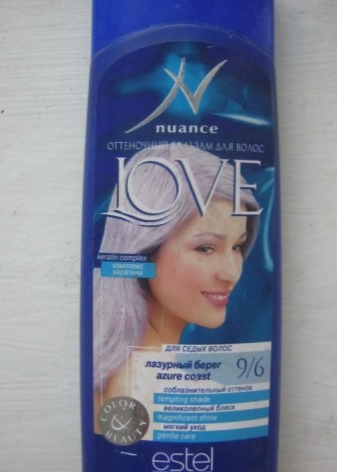 nuance
ОТТЕНОЧНЫЙ БАЛЬЗАМ ДЛЯ ВОЛОС
LOVE
keratin complex
комплекс
кератина
ДЛЯ СЕДЫХ ВОЛОС
лазурный берег 9/6
azure coast
соблазнительный оттенок
tempting shade
великолепный блеск
magnificent shine
мягкий уход
gentle care
COLOR & BEAUTY
estel